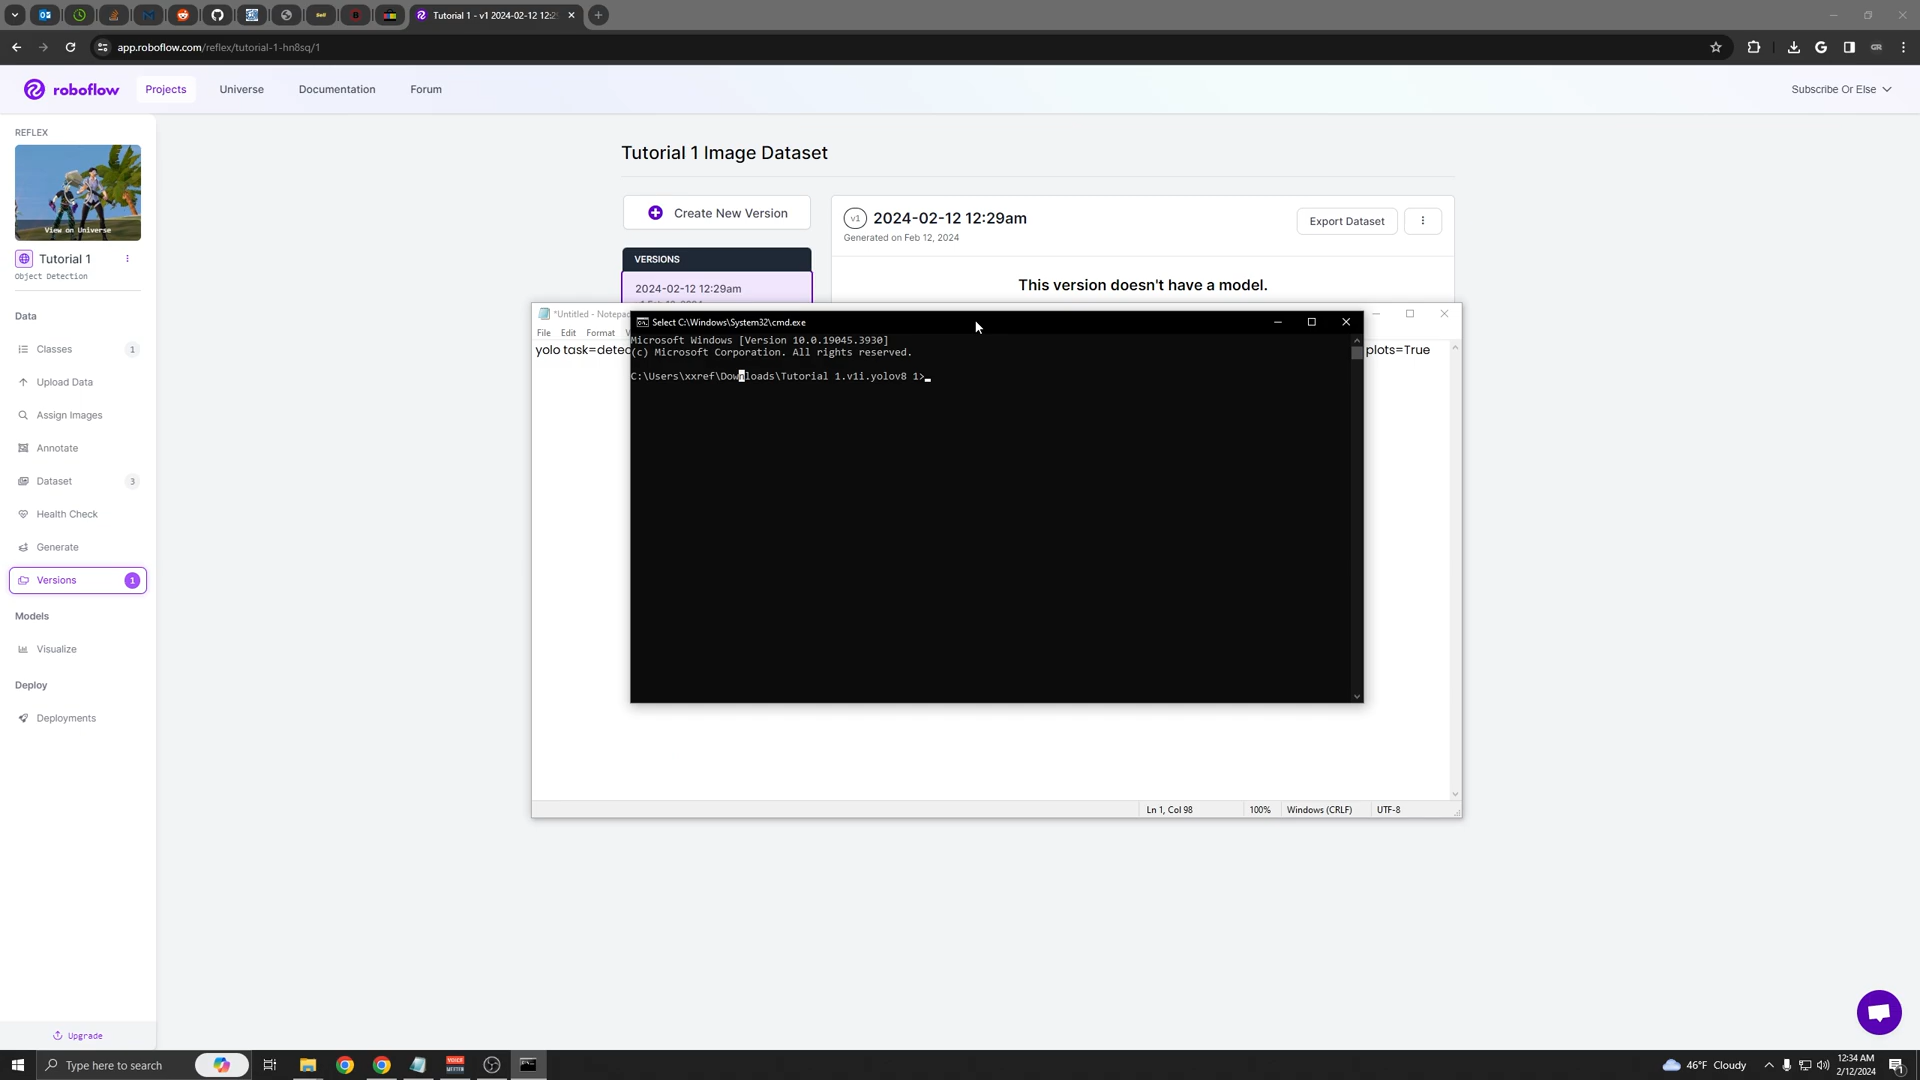 Tutorial 1 - v1 2024-02-12 12:2
app.roboflow.com/reflex/tutorial-1-hn8sq/1
roboflow
Projects
Universe
Documentation
Forum
Subscribe Or Else
REFLEX
View on Universe
Tutorial 1
Object Detection
Data
Classes 1
Upload Data
Assign Images
Annotate
Dataset 3
Health Check
Generate
Versions 1
Models
Visualize
Deploy
Deployments
Upgrade
Tutorial 1 Image Dataset
Create New Version
VERSIONS
2024-02-12 12:29am
v1 2024-02-12 12:29am
Generated on Feb 12, 2024
Export Dataset
This version doesn't have a model.
*Untitled - Notepad
File Edit Format
yolo task=detec
plots=True
Select C:\Windows\System32\cmd.exe
Microsoft Windows [Version 10.0.19045.3930]
(c) Microsoft Corporation. All rights reserved.
C:\Users\xxref\Downloads\Tutorial 1.v1i.yolov8 1>
Ln 1, Col 98
100%
Windows (CRLF)
UTF-8
Type here to search
46°F Cloudy
12:34 AM
2/12/2024